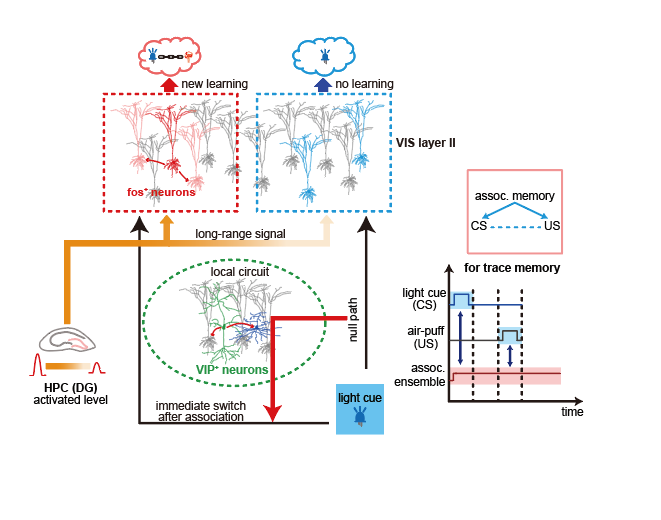 new learning
no learning
VIS layer II
fos⁺ neurons
assoc. memory
CS
US
long-range signal
for trace memory
local circuit
light cue
(CS)
null path
air-puff
(US)
VIP⁺ neurons
HPC (DG)
activated level
assoc.
ensemble
light cue
immediate switch
after association
time